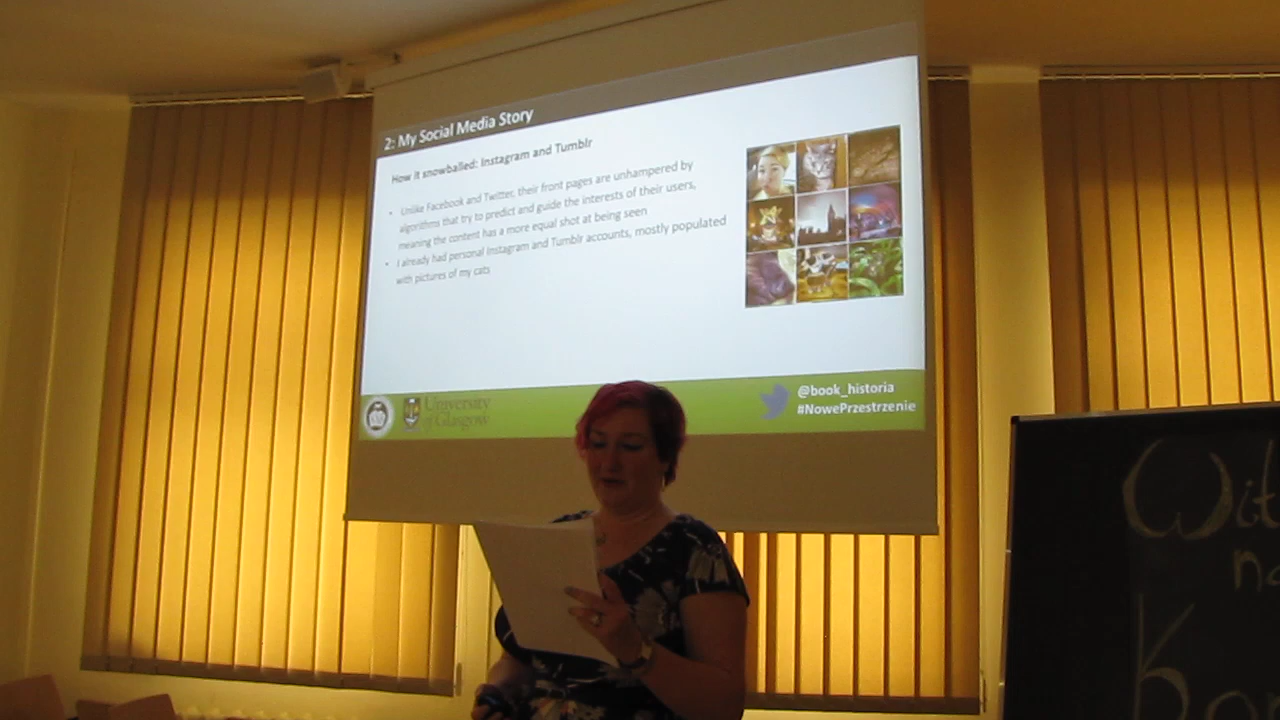 2: My Social Media Story
How it snowballed: Instagram and Tumblr
• Unlike Facebook and Twitter, their front pages are unhampered by
algorithms that try to predict and guide the interests of their users,
meaning the content has a more equal shot at being seen
• I already had personal Instagram and Tumblr accounts, mostly populated
with pictures of my cats
University
of Glasgow
@book_historia
#NowePrzestrzenie
Wit
na